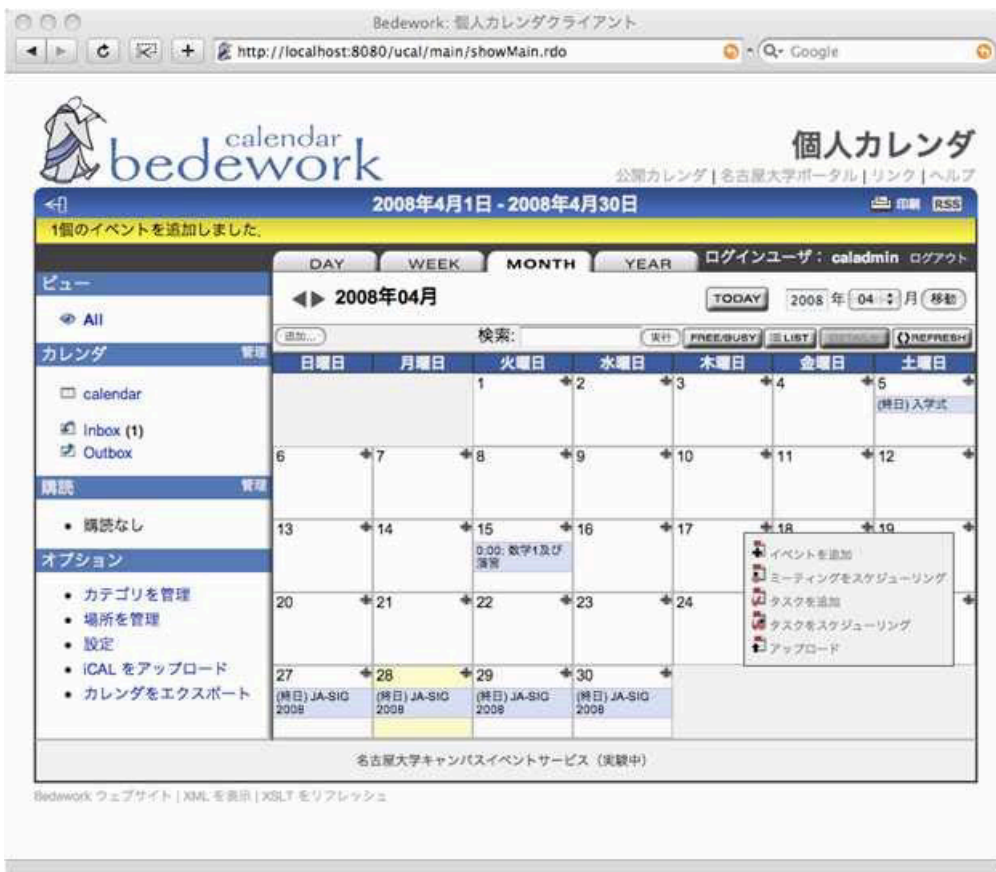 Bedework: 個人カレンダクライアント
http://localhost:8080/ucal/main/showMain.rdo
Google
calendar
bedework
個人カレンダ
公開カレンダ | 名古屋大学ポータル | リンク | ヘルプ
2008年4月1日 - 2008年4月30日
印刷 RSS
1個のイベントを追加しました.
ログインユーザ： caladmin ログアウト
DAY WEEK MONTH YEAR
ビュー
All
カレンダ 管理
calendar
Inbox (1)
Outbox
購読 管理
購読なし
オプション
カテゴリを管理
場所を管理
設定
iCAL をアップロード
カレンダをエクスポート
2008年04月
TODAY 2008 年 04 月 移動
追加... 検索: 実行 FREE/BUSY LIST DETAILS REFRESH
日曜日 月曜日 火曜日 水曜日 木曜日 金曜日 土曜日
1 2 3 4 5
(終日) 入学式
6 7 8 9 10 11 12
13 14 15 16 17 18 19
0:00: 数学1及び
演習
イベントを追加
ミーティングをスケジューリング
タスクを追加
タスクをスケジューリング
アップロード
20 21 22 23 24
27 28 29 30
(終日) JA-SIG 2008
(終日) JA-SIG 2008
(終日) JA-SIG 2008
(終日) JA-SIG 2008
名古屋大学キャンパスイベントサービス（実験中）
Bedework ウェブサイト | XML を表示 | XSLT をリフレッシュ